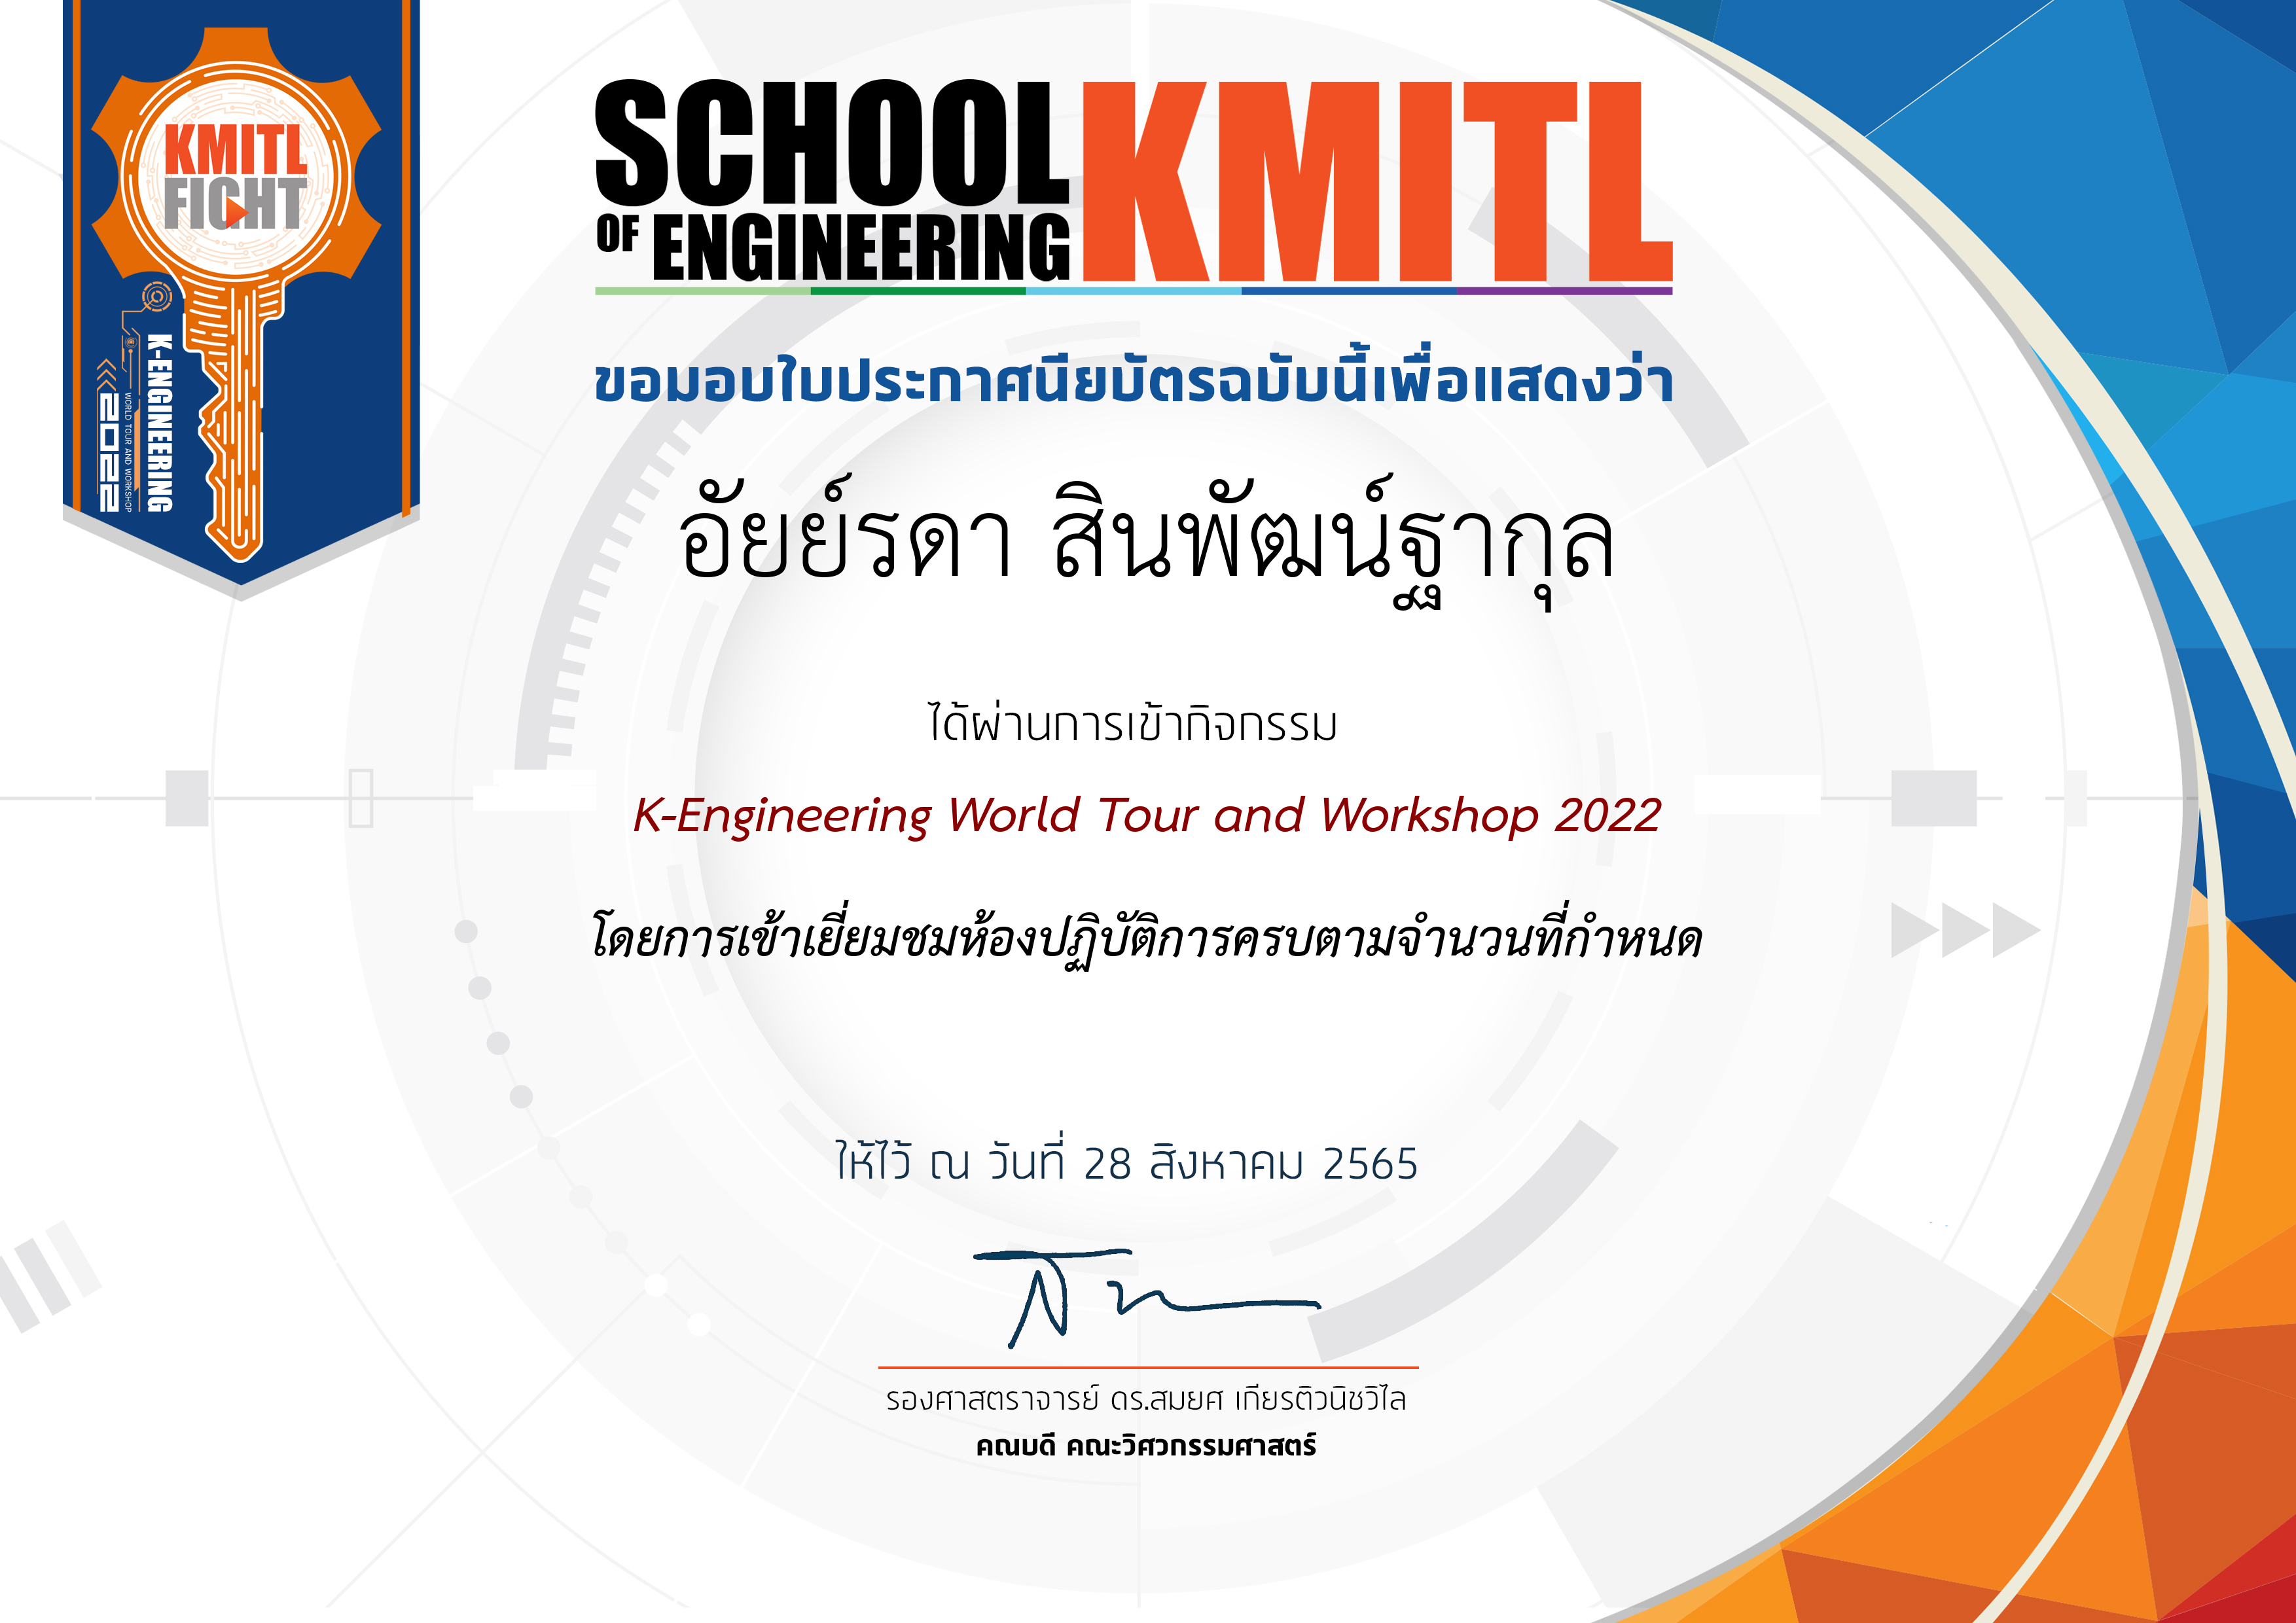 KMITL
FIGHT
K-ENGINEERING
WORLD TOUR AND WORKSHOP
2022
SCHOOL
OF ENGINEERING
KMITL
ขอมอบใบประกาศนียบัตรฉบับนี้เพื่อแสดงว่า
อัยย์รดา สินพัฒน์ฐากุล
ได้ผ่านการเข้ากิจกรรม
K-Engineering World Tour and Workshop 2022
โดยการเข้าเยี่ยมชมห้องปฏิบัติการครบตามจำนวนที่กำหนด
ให้ไว้ ณ วันที่ 28 สิงหาคม 2565
รองศาสตราจารย์ ดร.สมยศ เกียรติวนิชวิไล
คณบดี คณะวิศวกรรมศาสตร์